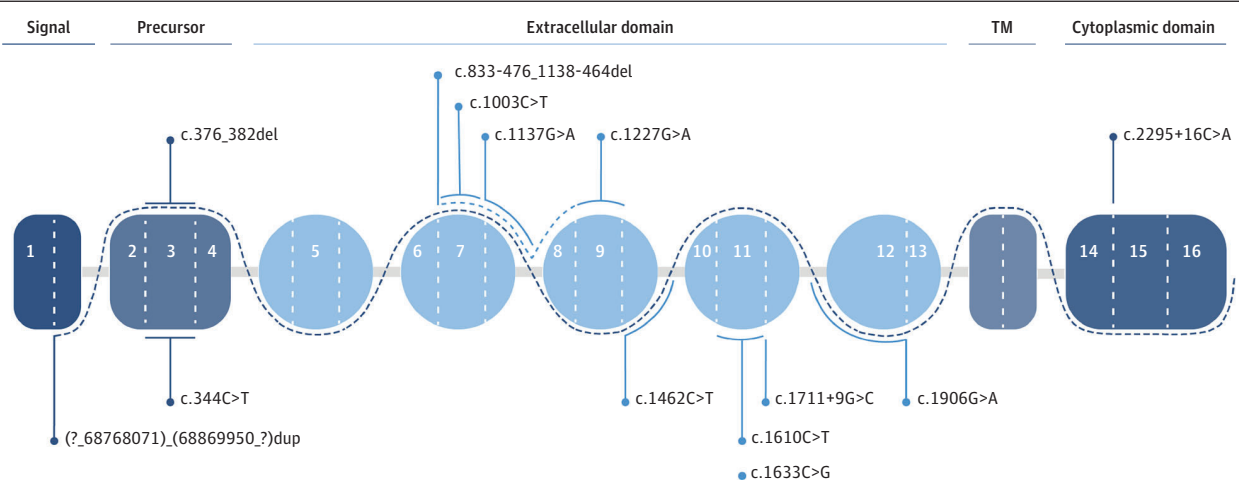 Signal
Precursor
Extracellular domain
TM
Cytoplasmic domain
c.833-476_1138-464del
c.1003C>T
c.376_382del
c.1137G>A
c.1227G>A
c.2295+16C>A
1
2
3
4
5
6
7
8
9
10
11
12
13
14
15
16
c.344C>T
c.1462C>T
c.1711+9G>C
c.1906G>A
(?_68768071)_(68869950_?)dup
c.1610C>T
c.1633C>G